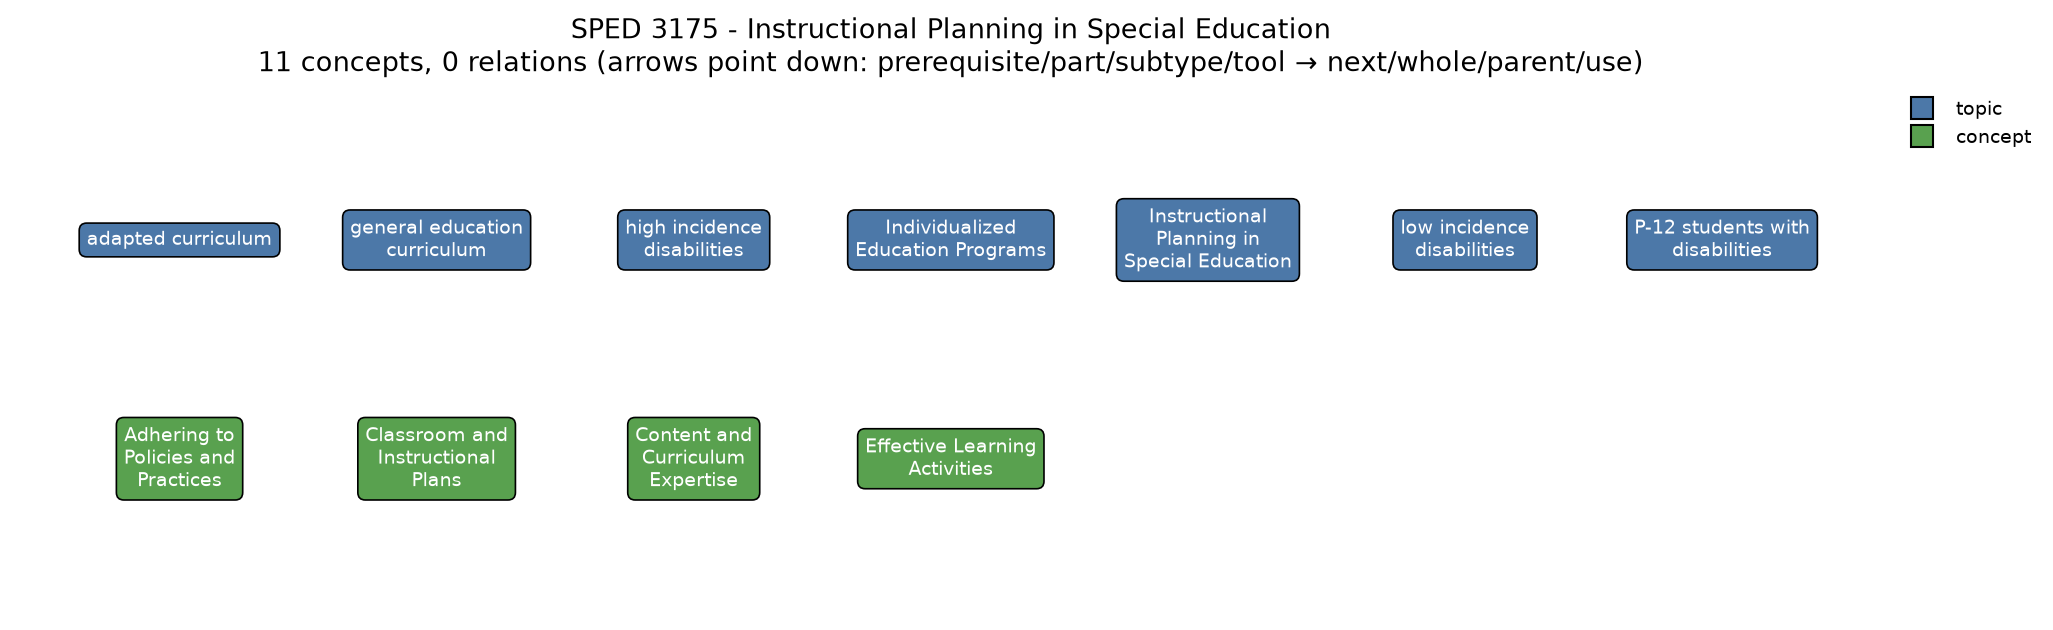 SPED 3175 - Instructional Planning in Special Education
11 concepts, 0 relations (arrows point down: prerequisite/part/subtype/tool → next/whole/parent/use)
topic
concept
adapted curriculum
general education
curriculum
high incidence
disabilities
Individualized
Education Programs
Instructional
Planning in
Special Education
low incidence
disabilities
P-12 students with
disabilities
Adhering to
Policies and
Practices
Classroom and
Instructional
Plans
Content and
Curriculum
Expertise
Effective Learning
Activities